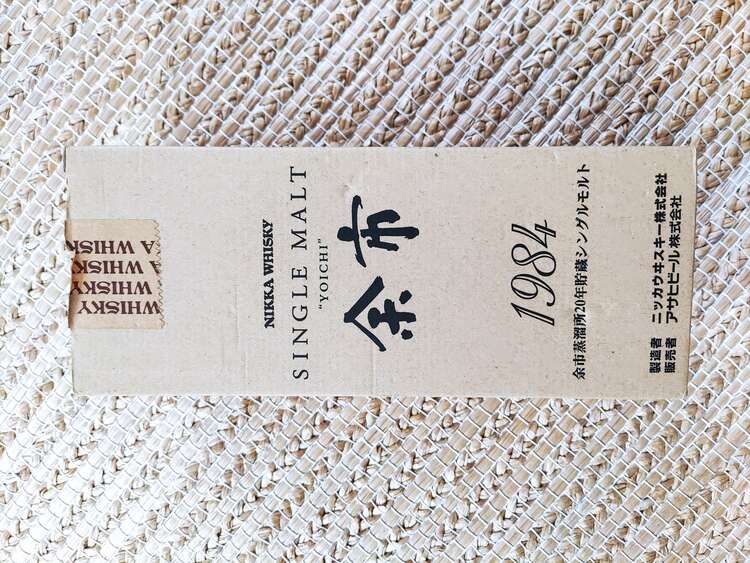 A WHISK
A WHISKY
WHISKY
WHISKY
NIKKA WHISKY
SINGLE MALT
"YOICHI"
余市
1984
余市蒸溜所20年貯蔵シングルモルト
製造者 ニッカウヰスキー株式会社
販売者 アサヒビール株式会社